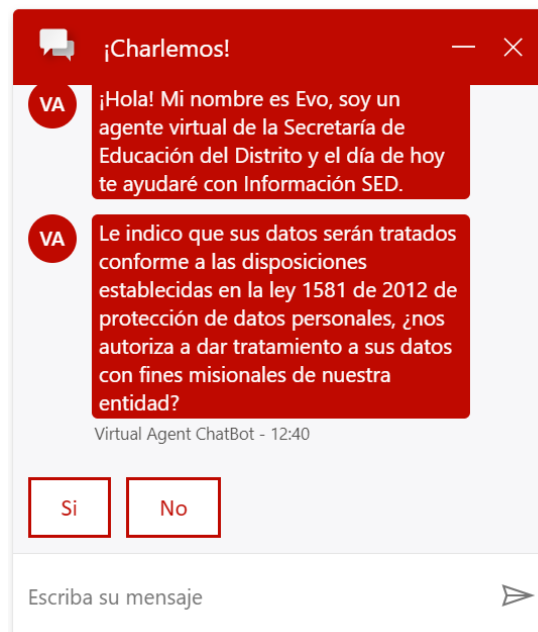 ¡Charlemos!
VA
¡Hola! Mi nombre es Evo, soy un
agente virtual de la Secretaría de
Educación del Distrito y el día de hoy
te ayudaré con Información SED.
VA
Le indico que sus datos serán tratados
conforme a las disposiciones
establecidas en la ley 1581 de 2012 de
protección de datos personales, ¿nos
autoriza a dar tratamiento a sus datos
con fines misionales de nuestra
entidad?
Virtual Agent ChatBot - 12:40
Si
No
Escriba su mensaje